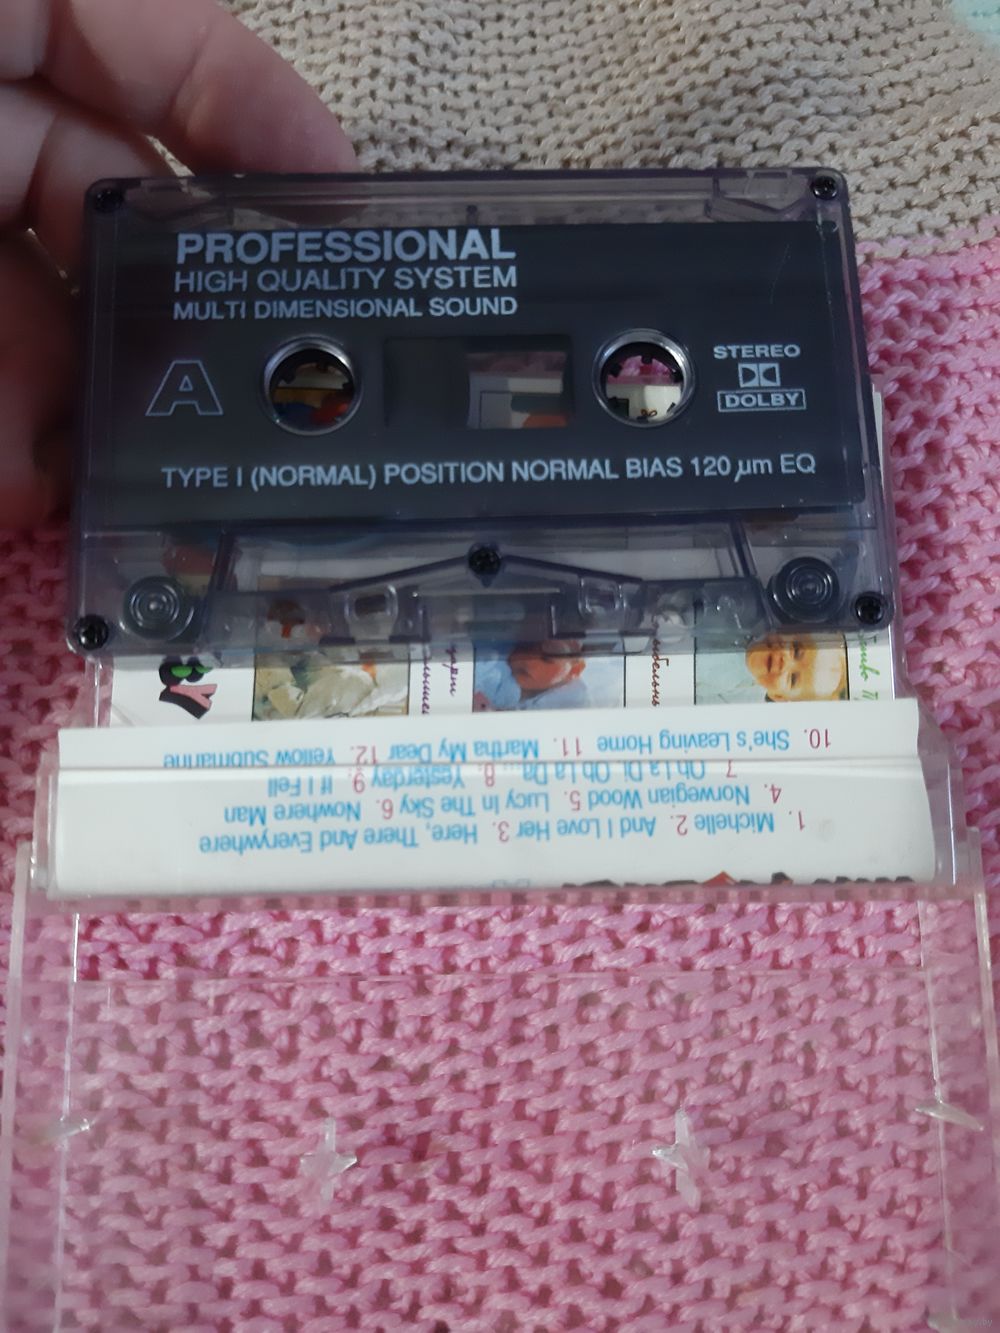 PROFESSIONAL
HIGH QUALITY SYSTEM
MULTI DIMENSIONAL SOUND
A
STEREO
DOLBY
TYPE I (NORMAL) POSITION NORMAL BIAS 120 µm EQ
BY
1. Michelle 2. And I Love Her 3. Here, There And Everywhere
4. Norwegian Wood 5. Lucy In The Sky 6. Nowhere Man
7 Ob La Di, Ob La Da... 8. Yesterday 9. If I Fell
10. She's Leaving Home 11. Martha My Dear 12. Yellow Submarine